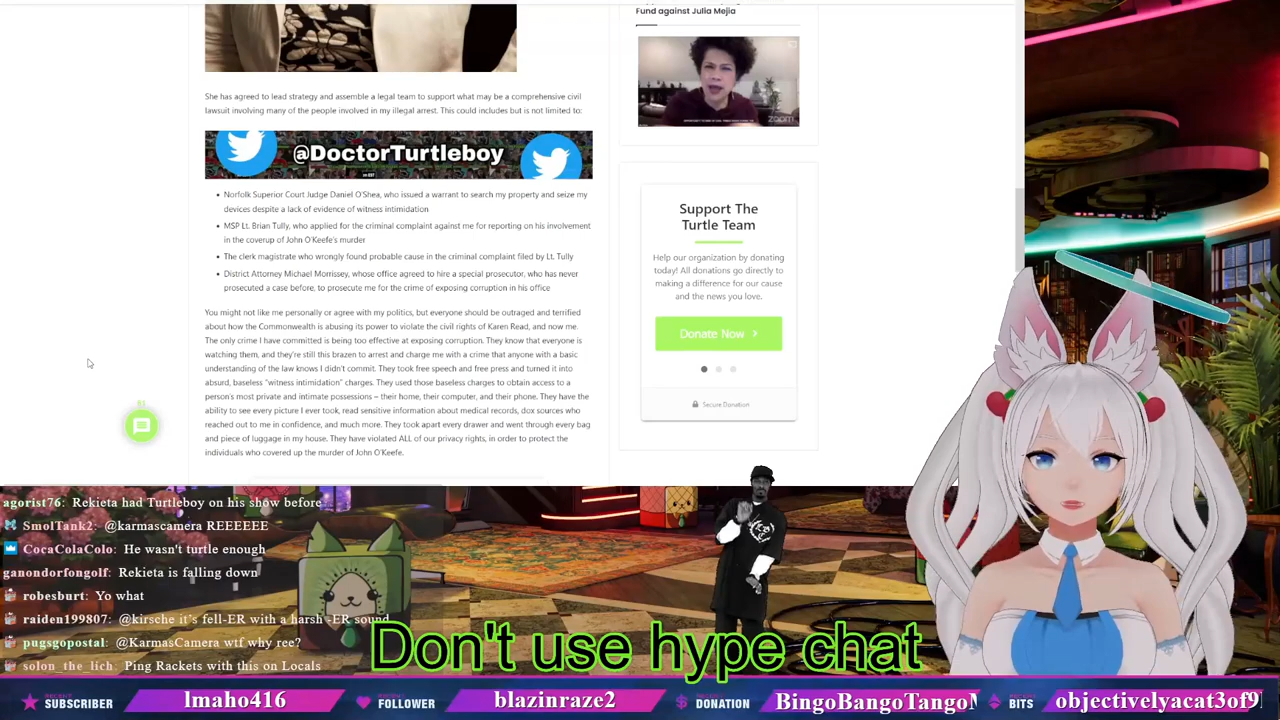 Fund against Julia Mejia
zoom
She has agreed to lead strategy and assemble a legal team to support what may be a comprehensive civil
lawsuit involving many of the people involved in my illegal arrest. This could includes but is not limited to:
@DoctorTurtleboy
Norfolk Superior Court Judge Daniel O'Shea, who issued a warrant to search my property and seize my
devices despite a lack of evidence of witness intimidation
MSP Lt. Brian Tully, who applied for the criminal complaint against me for reporting on his involvement
in the coverup of John O'Keefe's murder
The clerk magistrate who wrongly found probable cause in the criminal complaint filed by Lt. Tully
District Attorney Michael Morrissey, whose office agreed to hire a special prosecutor, who has never
prosecuted a case before, to prosecute me for the crime of exposing corruption in his office
You might not like me personally or agree with my politics, but everyone should be outraged and terrified
about how the Commonwealth is abusing its power to violate the civil rights of Karen Read, and now me.
The only crime I have committed is being too effective at exposing corruption. They know that everyone is
watching them, and they're still this brazen to arrest and charge me with a crime that anyone with a basic
understanding of the law knows I didn't commit. They took free speech and free press and turned it into
absurd, baseless "witness intimidation" charges. They used those baseless charges to obtain access to a
person's most private and intimate possessions – their home, their computer, and their phone. They have the
ability to see every picture I ever took, read sensitive information about medical records, dox sources who
reached out to me in confidence, and much more. They took apart every drawer and went through every bag
and piece of luggage in my house. They have violated ALL of our privacy rights, in order to protect the
individuals who covered up the murder of John O'Keefe.
Support The
Turtle Team
Help our organization by donating
today! All donations go directly to
making a difference for our cause
and the news you love.
Donate Now
Secure Donation
agorist76: Rekieta had Turtleboy on his show before
SmolTank2: @karmascamera REEEEEE
CocaColaColo: He wasn't turtle enough
ganondorfongolf: Rekieta is falling down
robesburt: Yo what
raiden199807: @kirsche it's fell-ER with a harsh -ER sound
pugsgopostal: @KarmasCamera wtf why ree?
solon_the_lich: Ping Rackets with this on Locals
Don't use hype chat
RECENT SUBSCRIBER
lmaho416
RECENT FOLLOWER
blazinraze2
RECENT DONATION
BingoBangoTango
RECENT BITS
objectivelyacat3of9